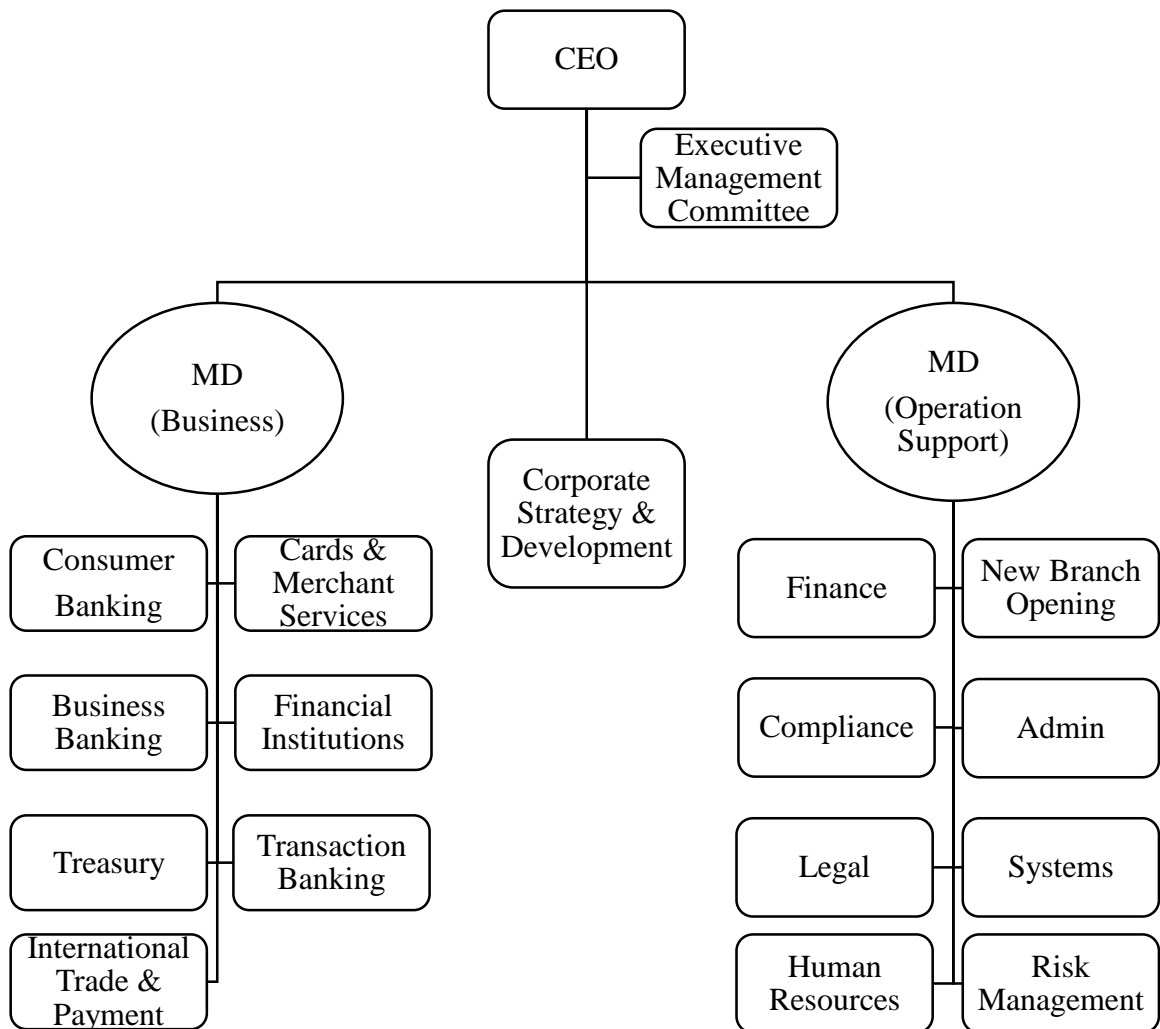 CEO
Executive
Management
Committee
MD
(Business)
MD
(Operation
Support)
Corporate
Strategy &
Development
Consumer
Banking
Cards &
Merchant
Services
Business
Banking
Financial
Institutions
Treasury
Transaction
Banking
International
Trade &
Payment
Finance
New Branch
Opening
Compliance
Admin
Legal
Systems
Human
Resources
Risk
Management